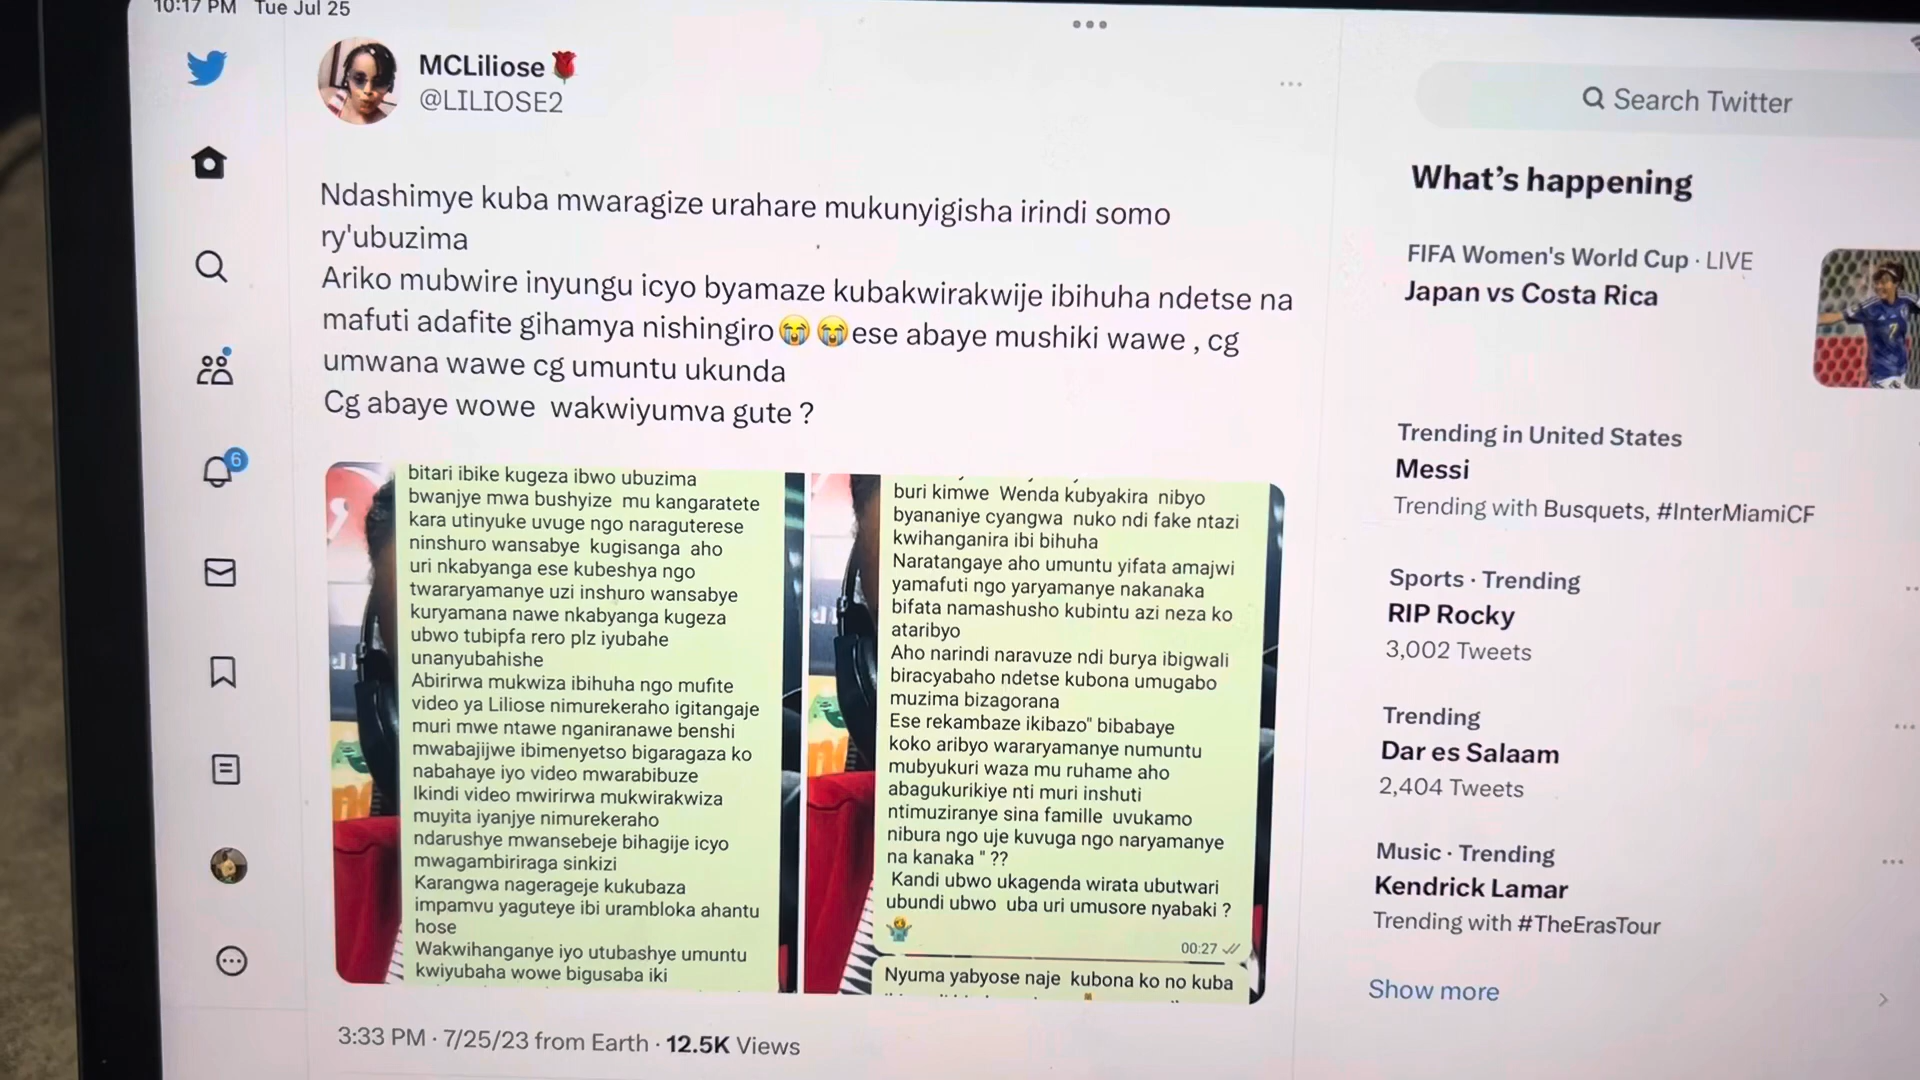 10:17 PM Tue Jul 25
MCLiliose🌹
@LILIOSE2
Ndashimye kuba mwaragize urahare mukunyigisha irindi somo
ry'ubuzima
Ariko mubwire inyungu icyo byamaze kubakwirakwije ibihuha ndetse na
mafuti adafite gihamya nishingiro😭😭ese abaye mushiki wawe , cg
umwana wawe cg umuntu ukunda
Cg abaye wowe wakwiyumva gute ?
bitari ibike kugeza ibwo ubuzima
bwanjye mwa bushyize mu kangaratete
kara utinyuke uvuge ngo naraguterese
ninshuro wansabye kugisanga aho
uri nkabyanga ese kubeshya ngo
twararyamanye uzi inshuro wansabye
kuryamana nawe nkabyanga kugeza
ubwo tubipfa rero plz iyubahe
unanyubahishe
Abirirwa mukwiza ibihuha ngo mufite
video ya Liliose nimurekeraho igitangaje
muri mwe ntawe nganiranawe benshi
mwabajijwe ibimenyetso bigaragaza ko
nabahaye iyo video mwarabibuze
Ikindi video mwirirwa mukwirakwiza
muyita iyanjye nimurekeraho
ndarushye mwansebeje bihagije icyo
mwagambiriraga sinkizi
Karangwa nagerageje kukubaza
impamvu yaguteye ibi urambloka ahantu
hose
Wakwihanganye iyo utubashye umuntu
kwiyubaha wowe bigusaba iki
buri kimwe Wenda kubyakira nibyo
byananiye cyangwa nuko ndi fake ntazi
kwihanganira ibi bihuha
Naratangaye aho umuntu yifata amajwi
yamafuti ngo yaryamanye nakanaka
bifata namashusho kubintu azi neza ko
ataribyo
Aho narindi naravuze ndi burya ibigwali
biracyabaho ndetse kubona umugabo
muzima bizagorana
Ese rekambaze ikibazo" bibabaye
koko aribyo wararyamanye numuntu
mubyukuri waza mu ruhame aho
abagukurikiye nti muri inshuti
ntimuziranye sina famille uvukamo
nibura ngo uje kuvuga ngo naryamanye
na kanaka " ??
Kandi ubwo ukagenda wirata ubutwari
ubundi ubwo uba uri umusore nyabaki ?
🤷
00:27
Nyuma yabyose naje kubona ko no kuba
3:33 PM · 7/25/23 from Earth · 12.5K Views
6
Search Twitter
What's happening
FIFA Women's World Cup · LIVE
Japan vs Costa Rica
Trending in United States
Messi
Trending with Busquets, #InterMiamiCF
Sports · Trending
RIP Rocky
3,002 Tweets
Trending
Dar es Salaam
2,404 Tweets
Music · Trending
Kendrick Lamar
Trending with #TheErasTour
Show more